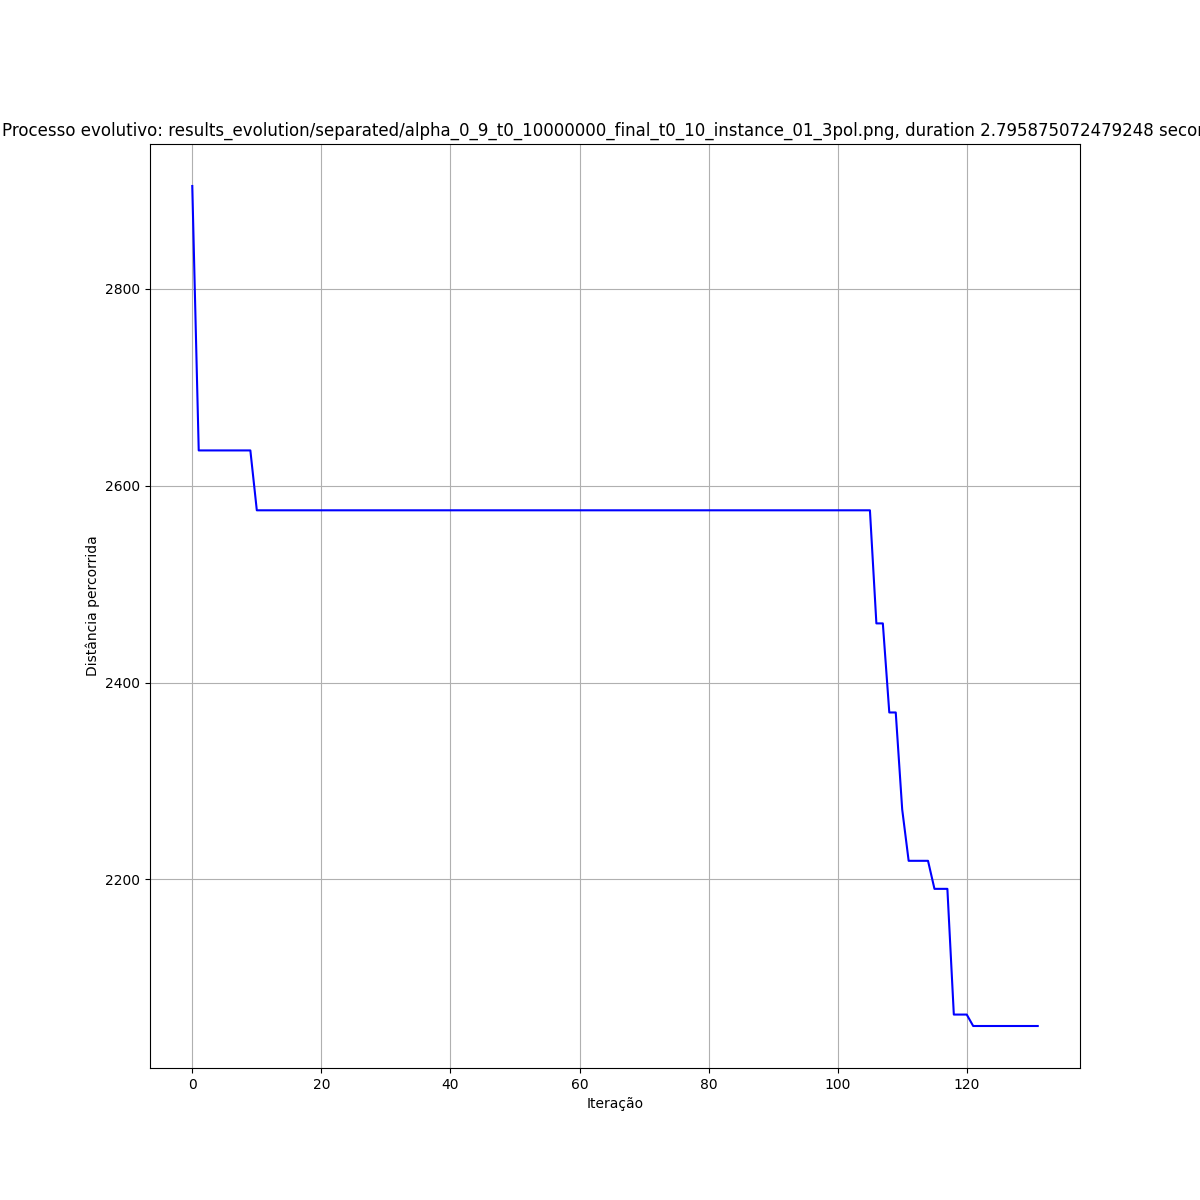 Processo evolutivo: results_evolution/separated/alpha_0_9_t0_10000000_final_t0_10_instance_01_3pol.png, duration 2.795875072479248
2800
2600
2400
2200
Distância percorrida
0 20 40 60 80 100 120
Iteração